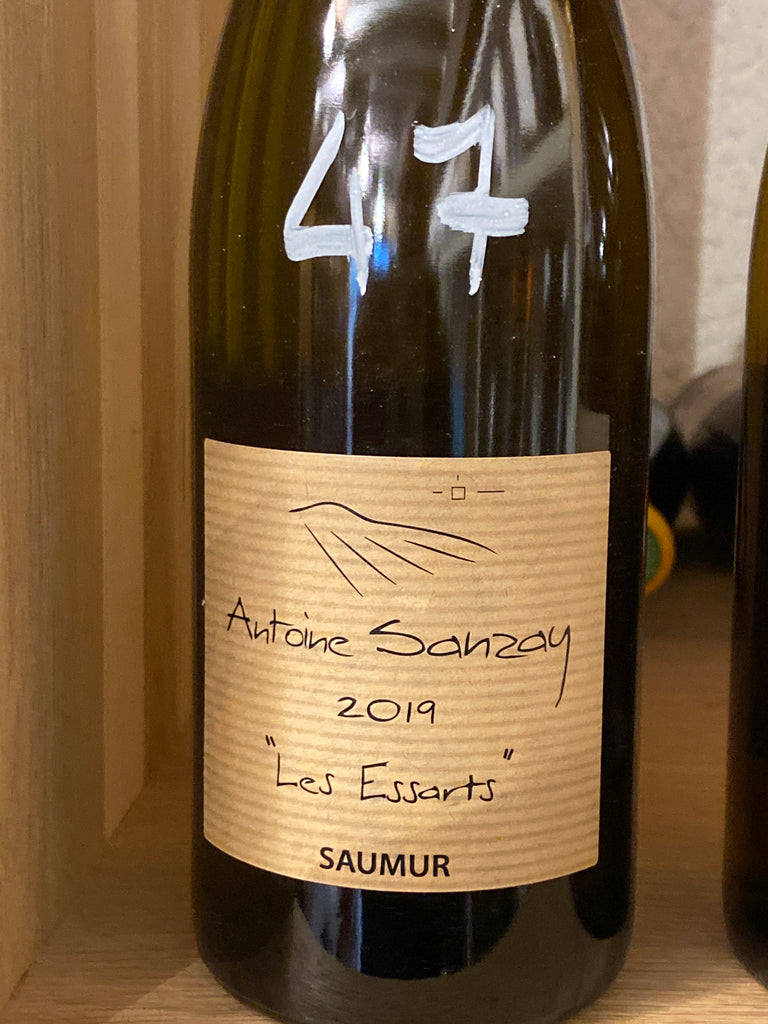 47
Antoine Sanzay
2019
"Les Essarts"
SAUMUR